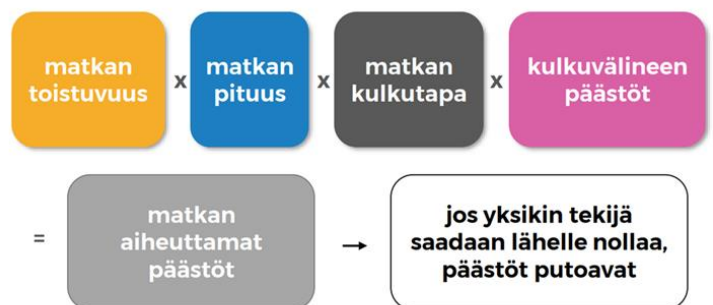 matkan
toistuvuus
x
matkan
pituus
x
matkan
kulkutapa
x
kulkuvälineen
päästöt
=
matkan
aiheuttamat
päästöt
→
jos yksikin tekijä
saadaan lähelle nollaa,
päästöt putoavat